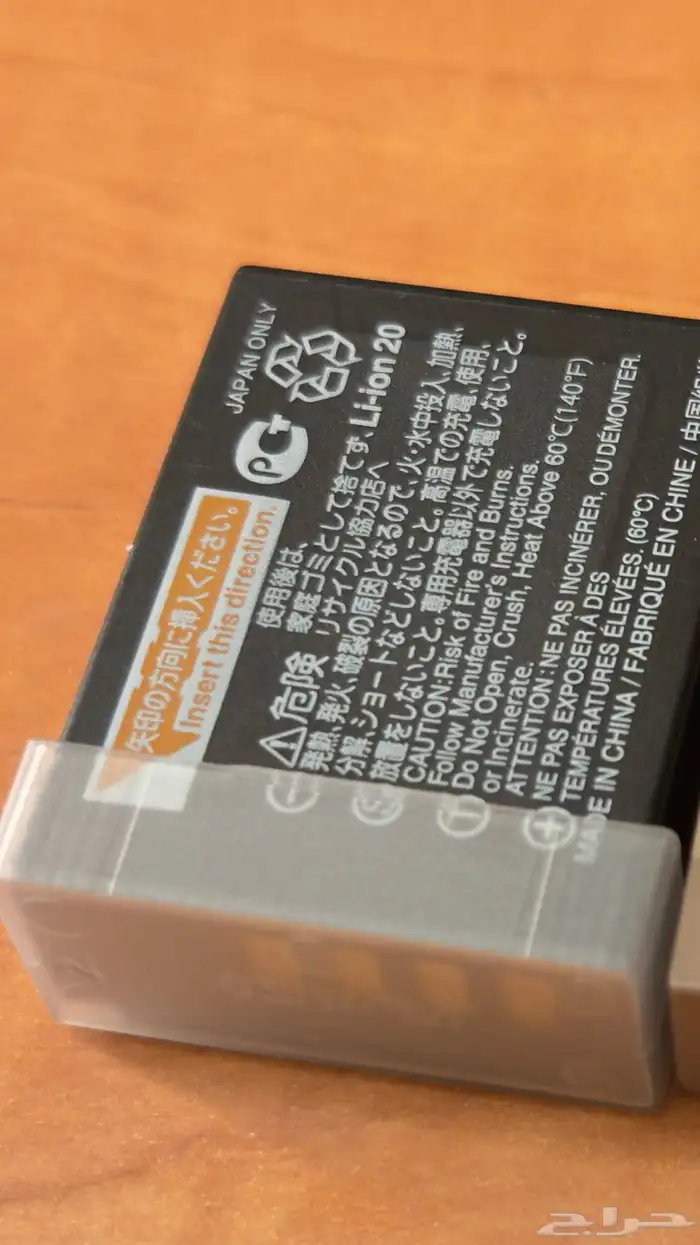 JAPAN ONLY
PC
矢印の方向に挿入ください。
Insert this direction.
使用後は、
家庭ゴミとして捨てず、Li-ion 20
リサイクル協力店へ
危険
発熱、発火、破裂の原因となるので、火・水中投入、加熱、
分解、ショートなどしないこと。高温での充電、使用、
放置をしないこと。専用充電器以外で充電しないこと。
CAUTION:Risk of Fire and Burns.
Follow Manufacturer's Instructions.
Do Not Open, Crush, Heat Above 60°C(140°F)
or Incinerate.
ATTENTION:NE PAS INCINÉRER, OU DÉMONTER.
NE PAS EXPOSER À DES
TEMPÉRATURES ÉLEVÉES. (60°C)
MADE IN CHINA / FABRIQUÉ EN CHINE / 中国
− S T +
حراج